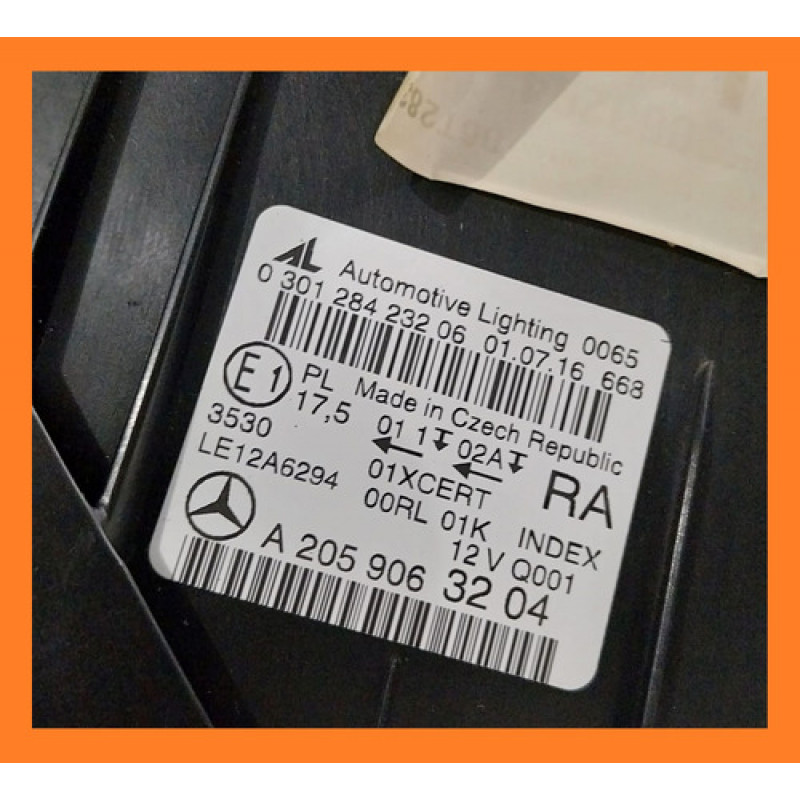 AL Automotive Lighting 0065
0 301 284 232 06 01.07.16 668
E1 PL Made in Czech Republic
17,5 01 1 02A
3530
LE12A6294 01XCERT RA
00RL 01K INDEX
12V Q001
A 205 906 32 04